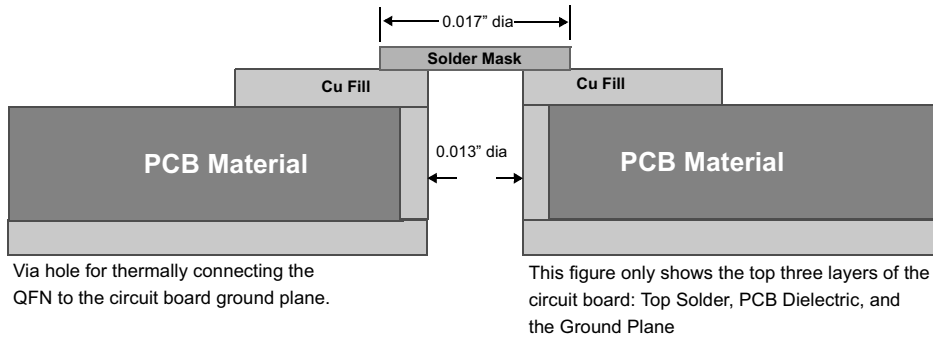 0.017” dia
Solder Mask
Cu Fill
Cu Fill
PCB Material
0.013” dia
PCB Material
Via hole for thermally connecting the
QFN to the circuit board ground plane.
This figure only shows the top three layers of the
circuit board: Top Solder, PCB Dielectric, and
the Ground Plane